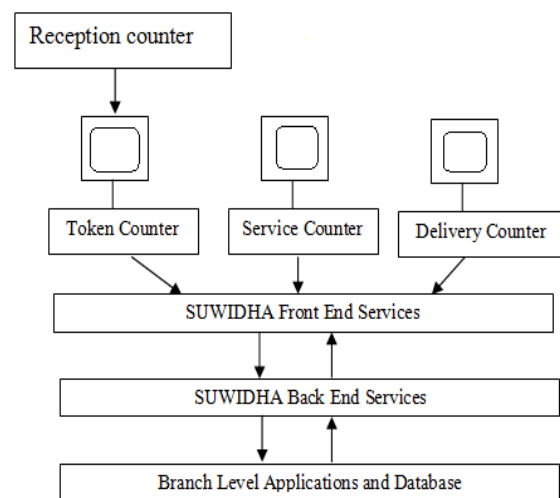 Reception counter
Token Counter
Service Counter
Delivery Counter
SUWIDHA Front End Services
SUWIDHA Back End Services
Branch Level Applications and Database